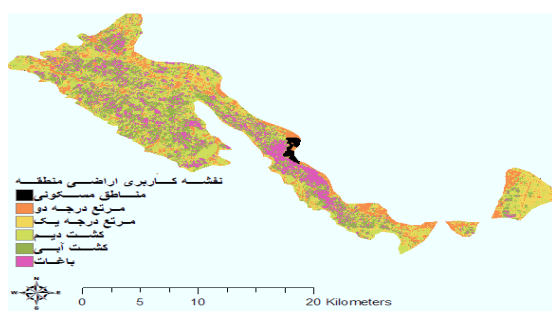 نقشه کاربری اراضی منطقه
مناطق مسکونی
مرتع درجه دو
مرتع درجه یک
کشت دیم
کشت آبی
باغات
N
W E
S
0 5 10 20 Kilometers